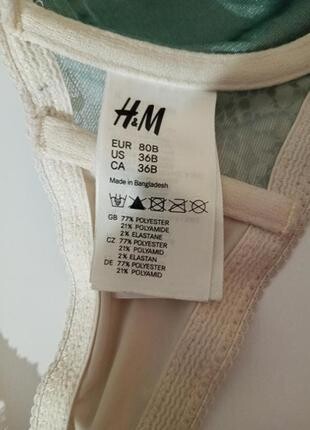 H&M
EUR 80B
US 36B
CA 36B
Made in Bangladesh
GB 77% POLYESTER
21% POLYAMIDE
2% ELASTANE
CZ 77% POLYESTER
21% POLYAMID
2% ELASTAN
DE 77% POLYESTER
21% POLYAMID